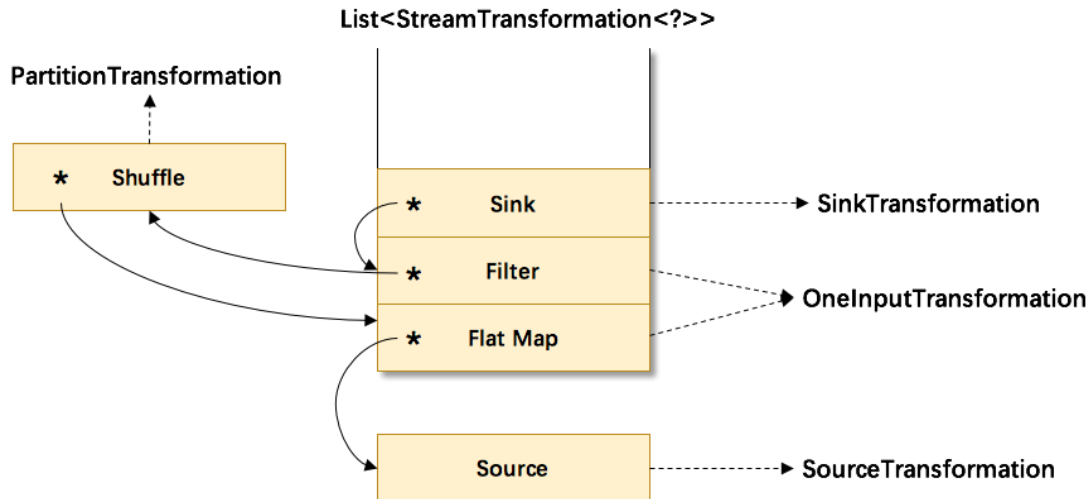 List<StreamTransformation<?>>
PartitionTransformation
* Shuffle
* Sink
SinkTransformation
* Filter
OneInputTransformation
* Flat Map
Source
SourceTransformation